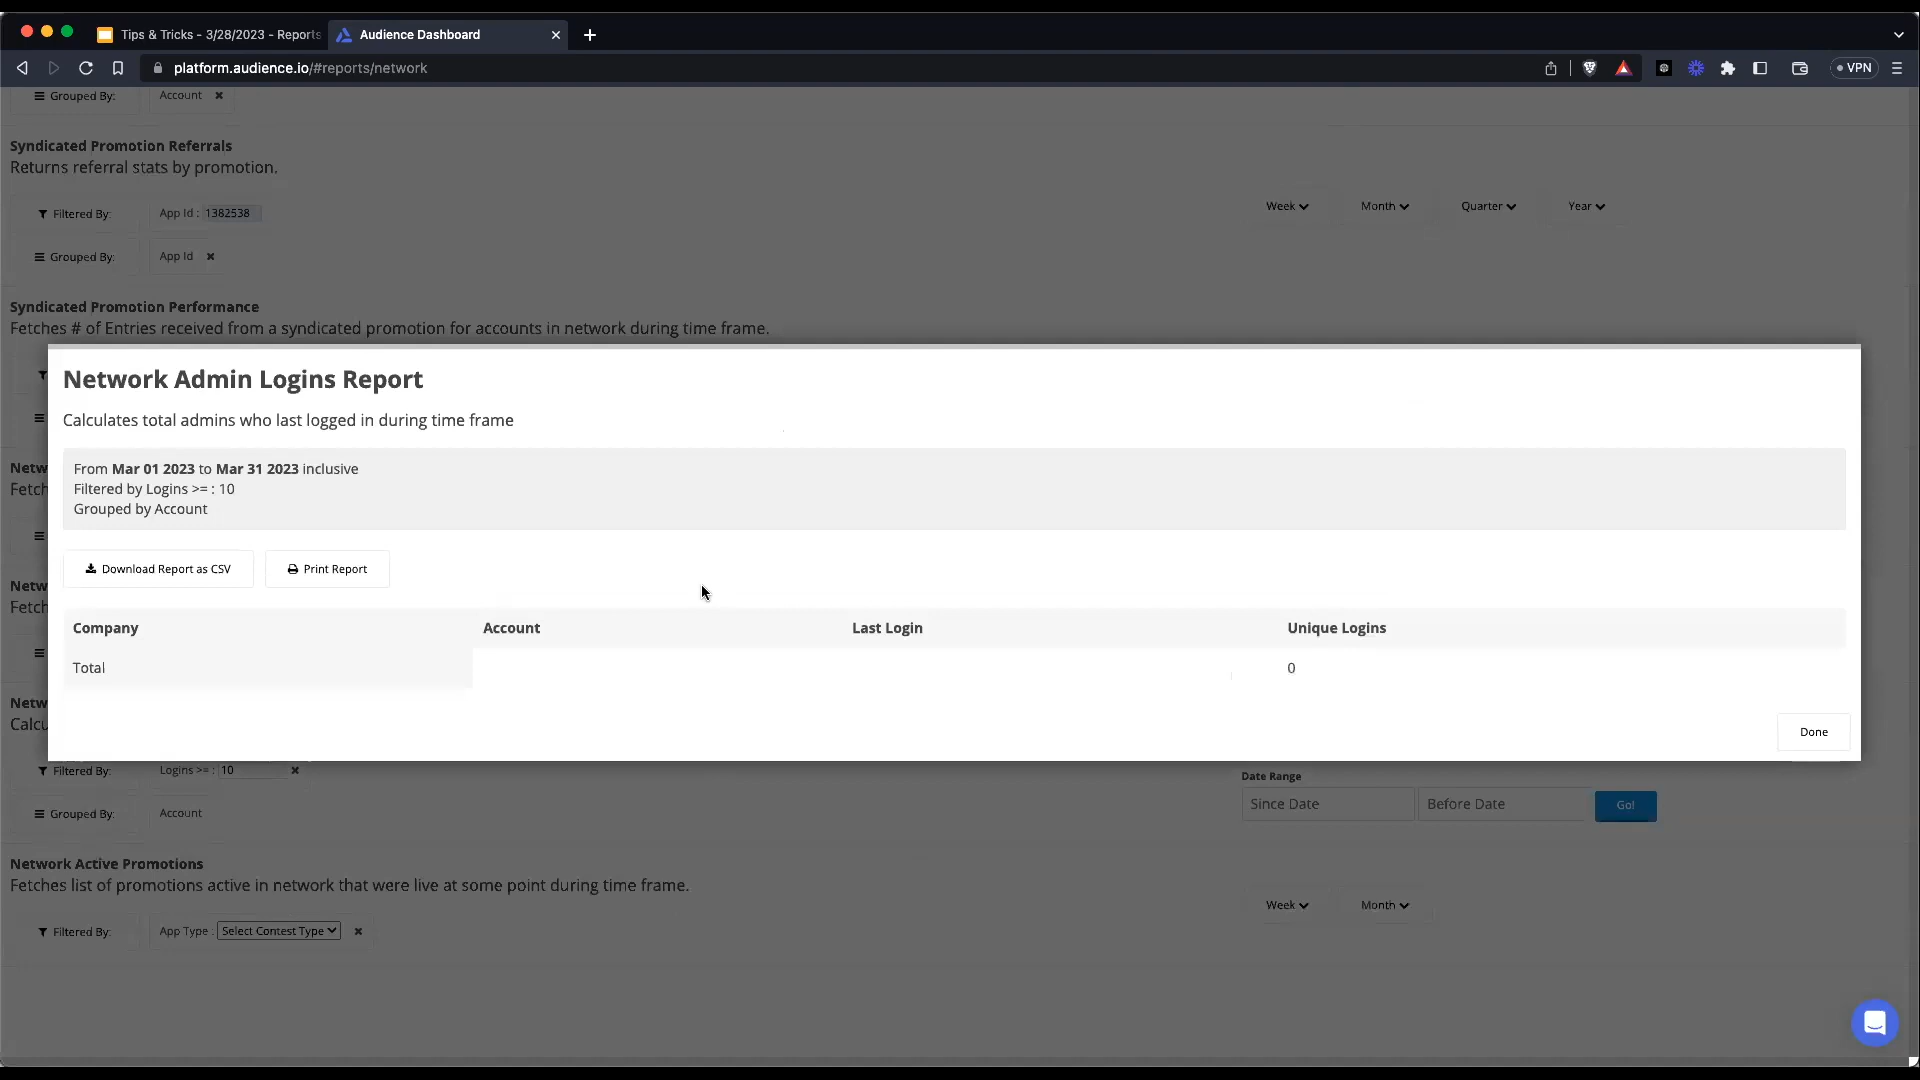 Tips & Tricks - 3/28/2023 - Reports
Audience Dashboard
platform.audience.io/#reports/network
VPN
Grouped By:
Account
Syndicated Promotion Referrals
Returns referral stats by promotion.
Filtered By:
App Id : 1382538
Week
Month
Quarter
Year
Grouped By:
App Id
Syndicated Promotion Performance
Fetches # of Entries received from a syndicated promotion for accounts in network during time frame.
Network Admin Logins Report
Calculates total admins who last logged in during time frame
From Mar 01 2023 to Mar 31 2023 inclusive
Filtered by Logins >= : 10
Grouped by Account
Download Report as CSV
Print Report
Company
Account
Last Login
Unique Logins
Total
0
Done
Netw
Fetch
Netw
Fetch
Netw
Calcu
Filtered By:
Logins >= : 10
Grouped By:
Account
Date Range
Since Date
Before Date
Go!
Network Active Promotions
Fetches list of promotions active in network that were live at some point during time frame.
Week
Month
Filtered By:
App Type : Select Contest Type